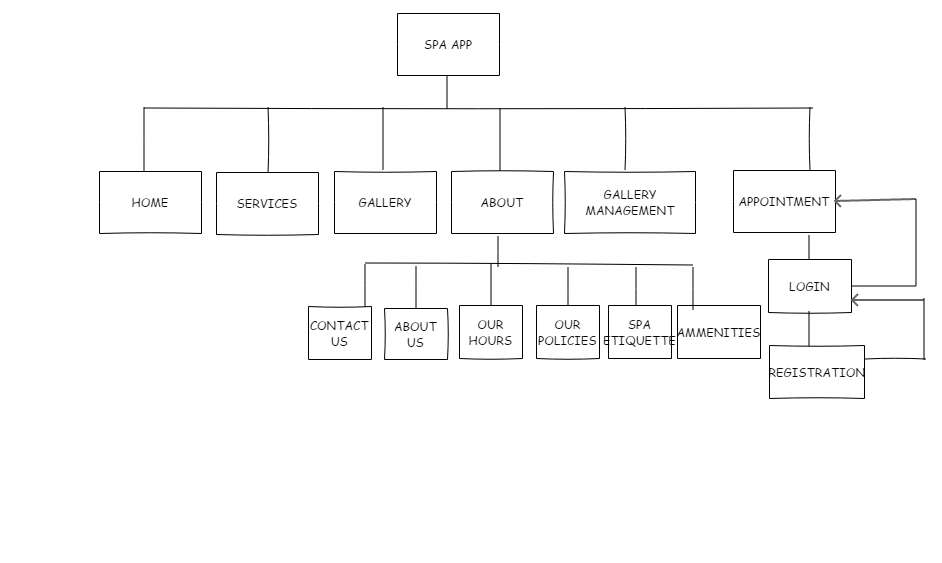 SPA APP
HOME
SERVICES
GALLERY
ABOUT
GALLERY
MANAGEMENT
APPOINTMENT
LOGIN
CONTACT
US
ABOUT
US
OUR
HOURS
OUR
POLICIES
SPA
ETIQUETTE
AMMENITIES
REGISTRATION